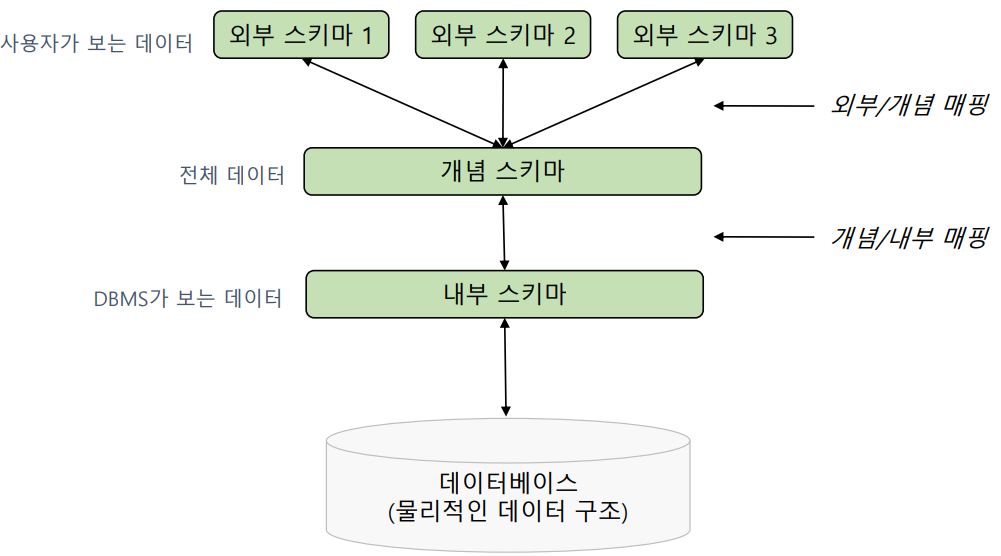 사용자가 보는 데이터
외부 스키마 1
외부 스키마 2
외부 스키마 3
외부/개념 매핑
전체 데이터
개념 스키마
개념/내부 매핑
DBMS가 보는 데이터
내부 스키마
데이터베이스
(물리적인 데이터 구조)